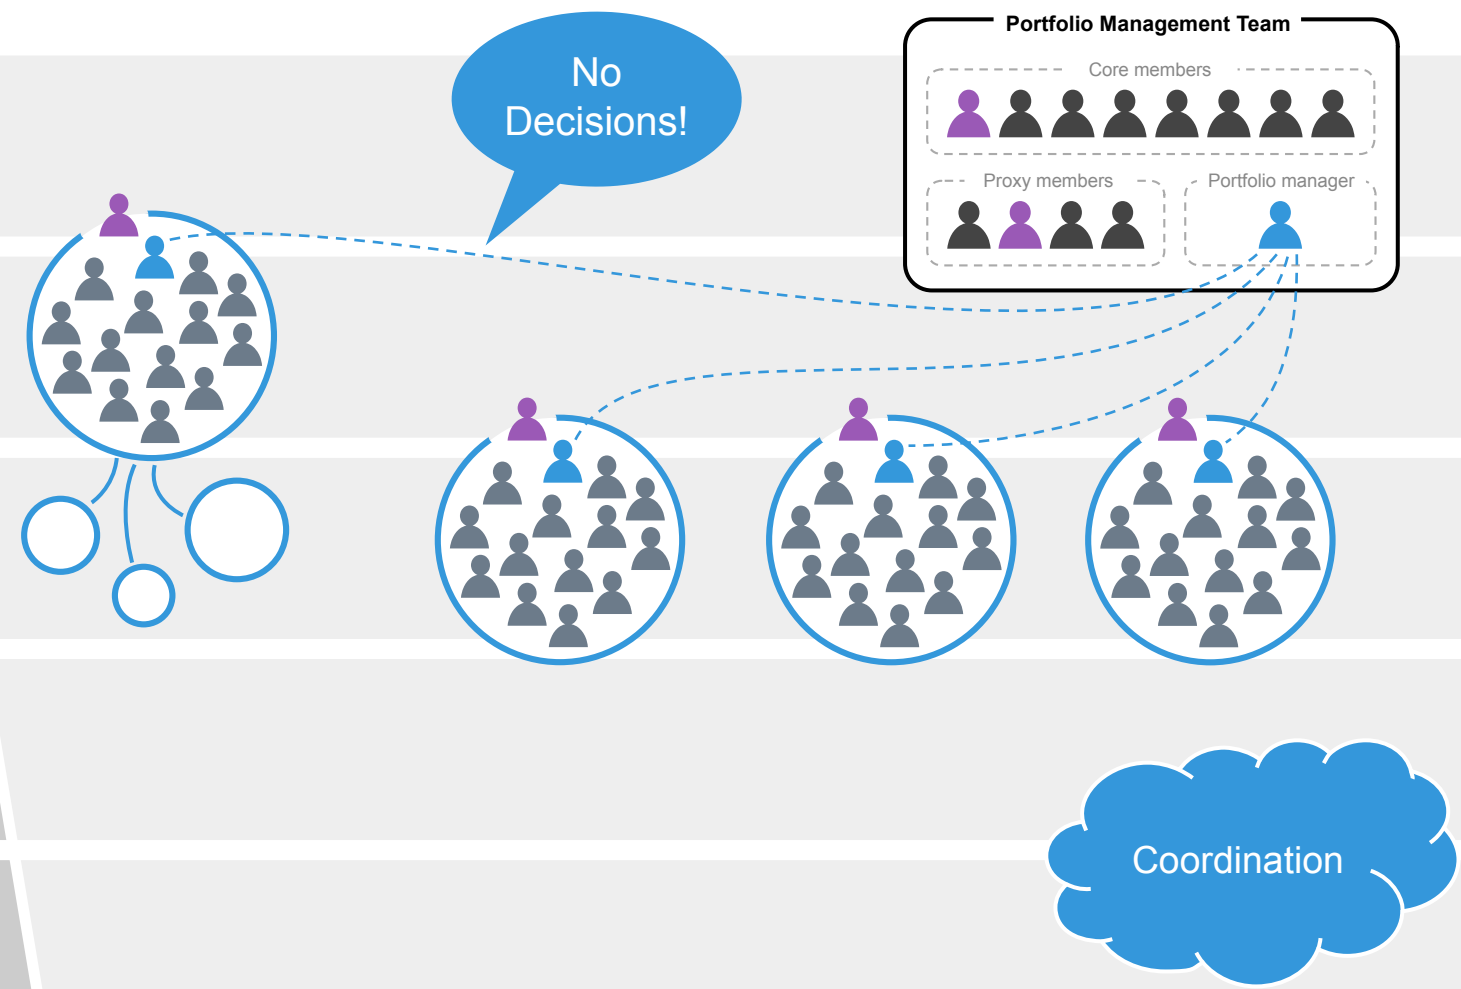 No
Decisions!
Portfolio Management Team
Core members
Proxy members
Portfolio manager
Coordination